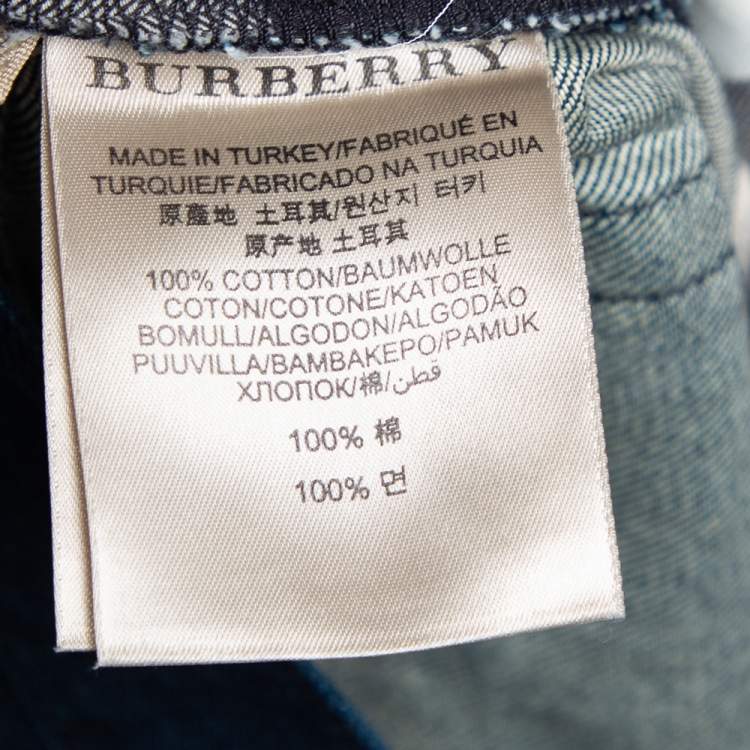 BURBERRY
MADE IN TURKEY/FABRIQUÉ EN
TURQUIE/FABRICADO NA TURQUIA
原產地 土耳其/원산지 터키
原产地 土耳其
100% COTTON/BAUMWOLLE
COTON/COTONE/KATOEN
BOMULL/ALGODON/ALGODÃO
PUUVILLA/BAMBAKEPO/PAMUK
ХЛОПОК/棉/قطن
100% 棉
100% 면